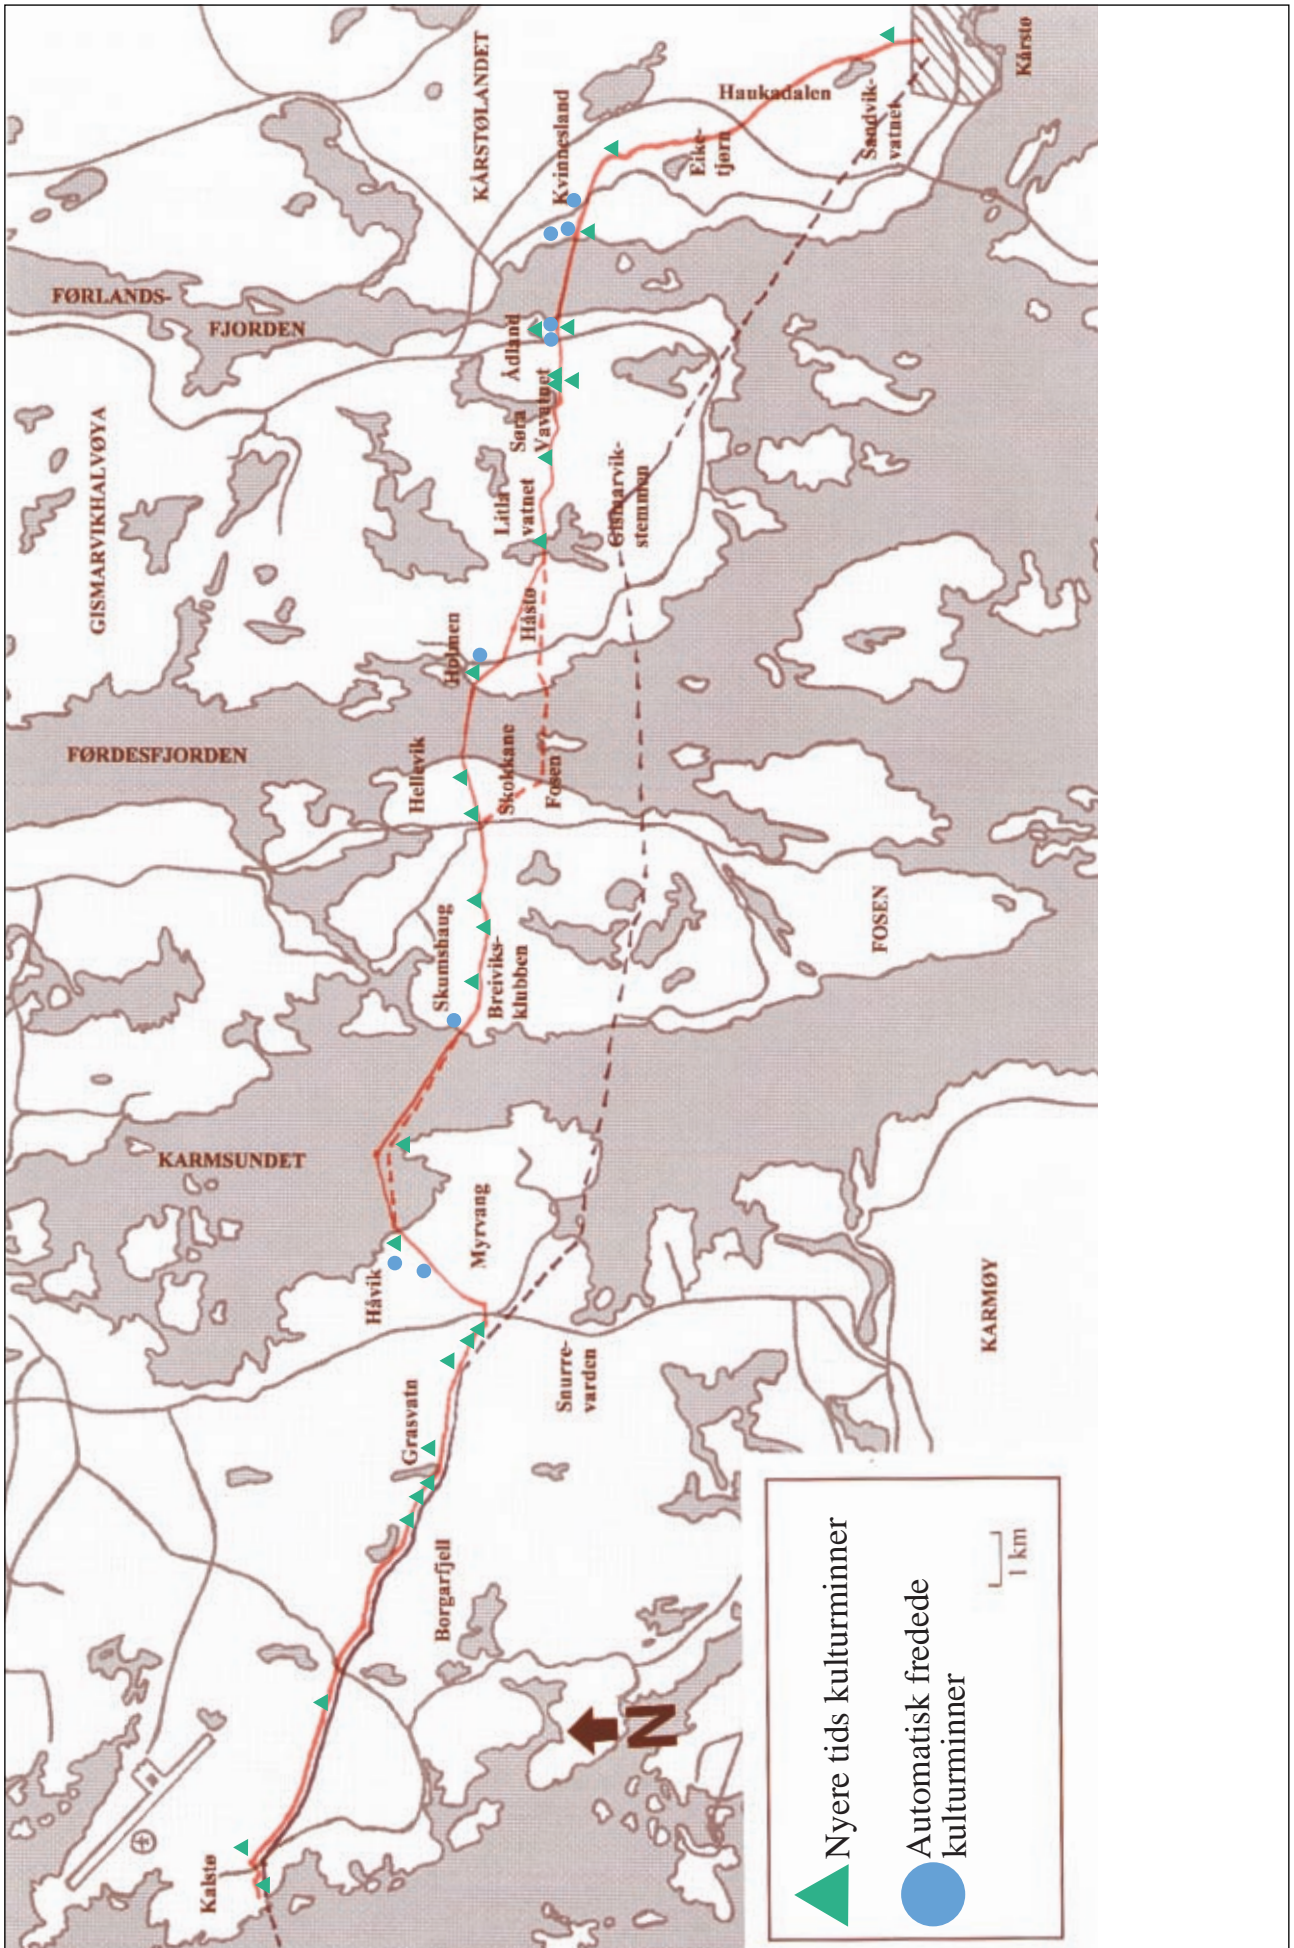 Kårstø
KÅRSTØLANDET
Haukadalen
Sandvik-
vatnet
Eike-
tjørn
Kvinnesland
FØRLANDS-
FJORDEN
Ådland
Søra
Vavatnet
Litla
vatnet
Gismarvik-
stemmen
GISMARVIKHALVØYA
Håstø
Holmen
FØRDESFJORDEN
Hellevik
Skokkane
Fosen
FOSEN
Skumshaug
Breiviks-
klubben
KARMSUNDET
Myrvang
Håvik
KARMØY
Snurre-
varden
Grasvatn
Borgarfjell
N
Kalstø
Nyere tids kulturminner
Automatisk fredede
kulturminner
1 km